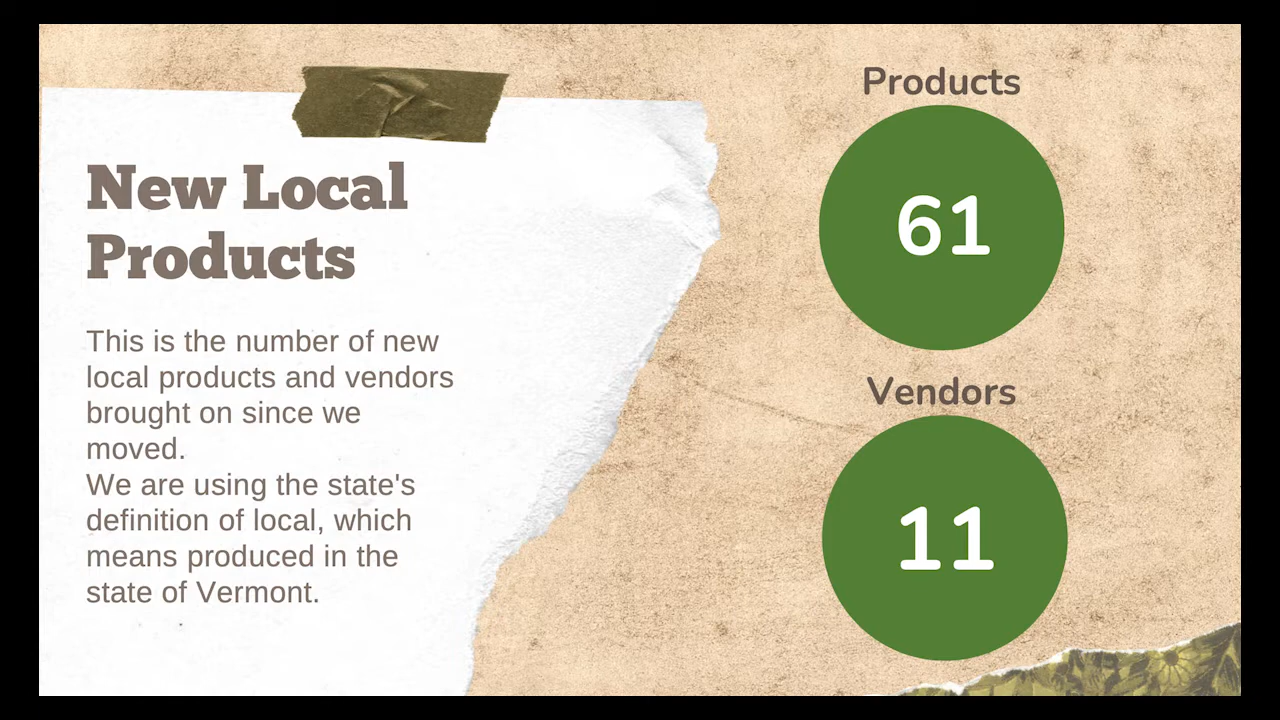 New Local
Products
This is the number of new
local products and vendors
brought on since we
moved.
We are using the state's
definition of local, which
means produced in the
state of Vermont.
Products
61
Vendors
11